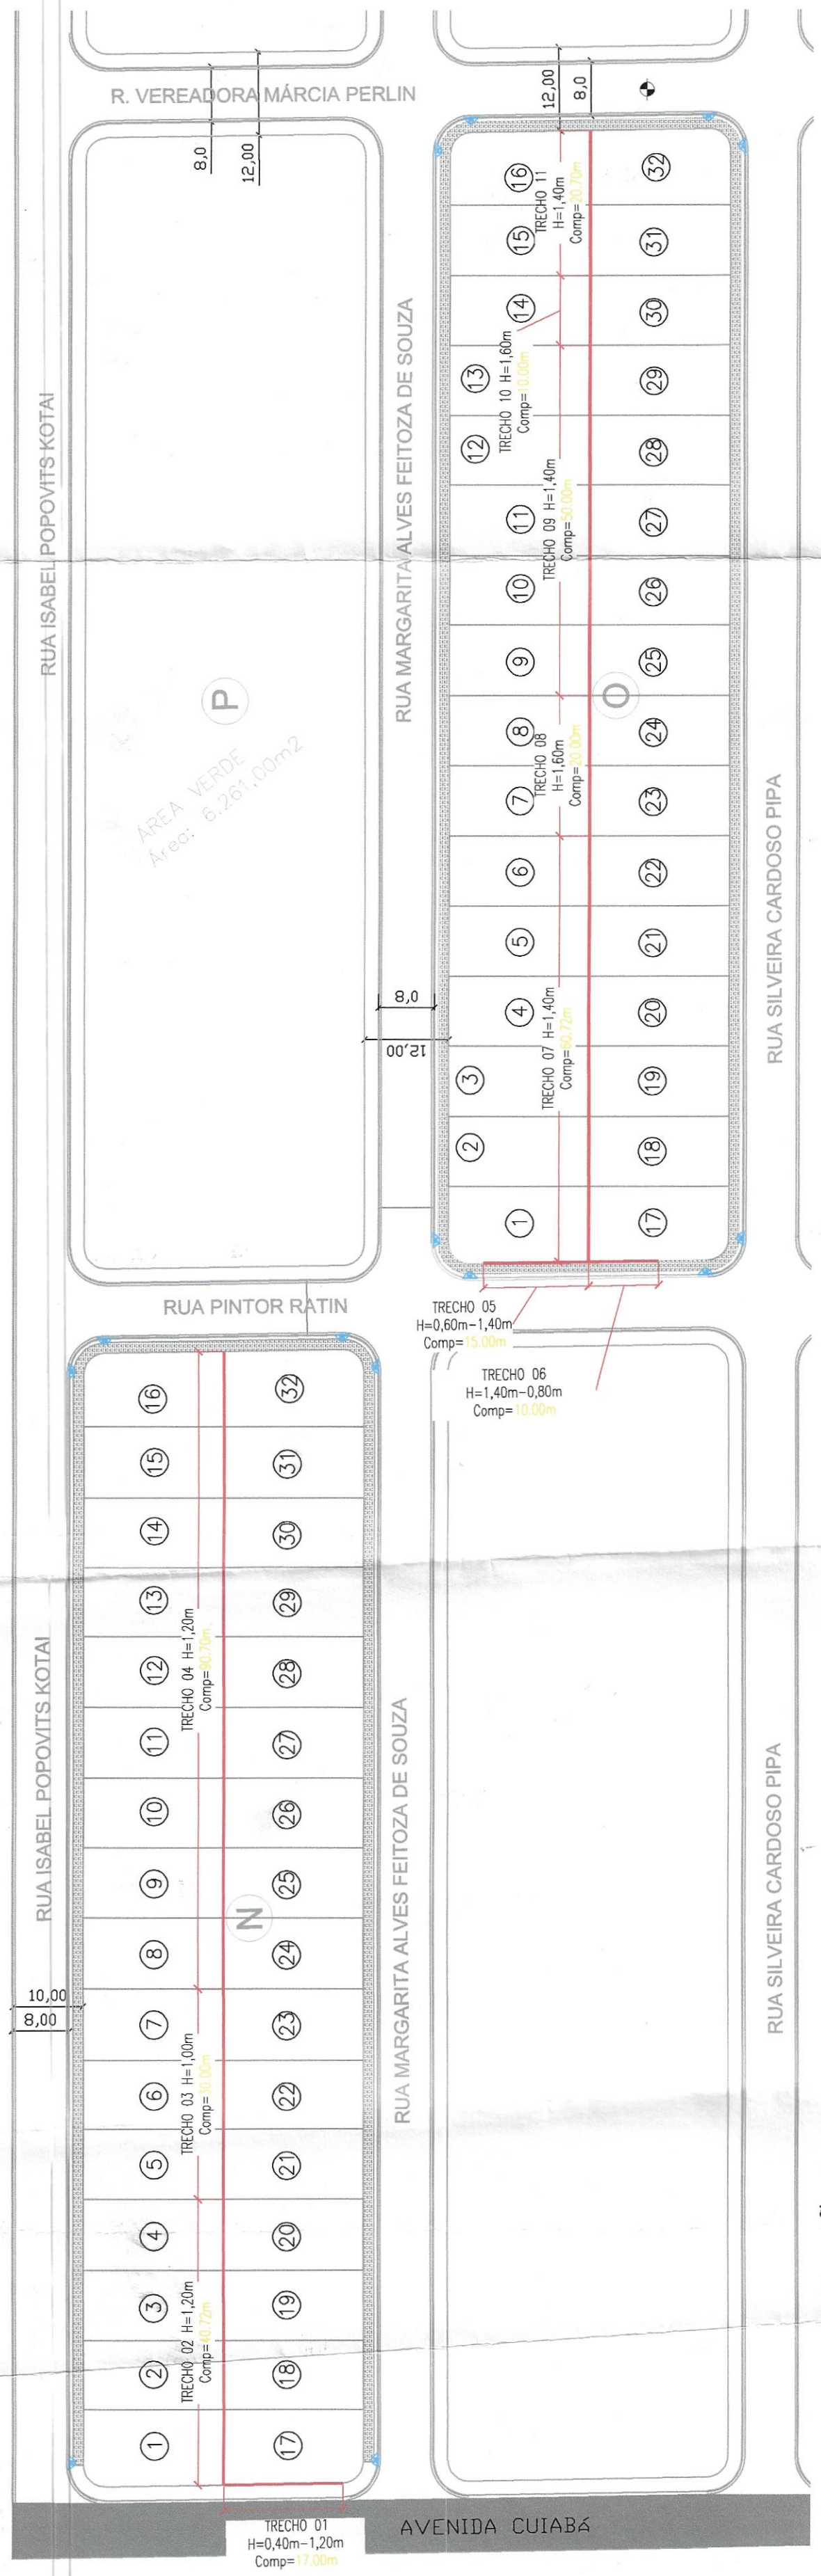 R. VEREADORA MÁRCIA PERLIN
8,0
12,00
12,00
8,0
RUA ISABEL POPOVITS KOTAI
P
ÁREA VERDE
Área: 6.261,00m2
RUA MARGARITA ALVES FEITOZA DE SOUZA
16
15
14
13
12
11
10
9
8
7
6
5
4
3
2
1
TRECHO 11
H=1,40m
Comp=20.70m
TRECHO 10 H=1,60m
Comp=10.00m
TRECHO 09 H=1,40m
Comp=50.00m
TRECHO 08
H=1,60m
Comp=20.00m
TRECHO 07 H=1,40m
Comp=60.72m
O
32
31
30
29
28
27
26
25
24
23
22
21
20
19
18
17
RUA SILVEIRA CARDOSO PIPA
8,0
12,00
RUA PINTOR RATIN
TRECHO 05
H=0,60m-1,40m
Comp=15.00m
TRECHO 06
H=1,40m-0,80m
Comp=10.00m
RUA ISABEL POPOVITS KOTAI
10,00
8,00
16
15
14
13
12
11
10
9
8
7
6
5
4
3
2
1
TRECHO 04 H=1,20m
Comp=90.70m
TRECHO 03 H=1,00m
Comp=30.00m
TRECHO 02 H=1,20m
Comp=40.72m
N
32
31
30
29
28
27
26
25
24
23
22
21
20
19
18
17
RUA MARGARITA ALVES FEITOZA DE SOUZA
RUA SILVEIRA CARDOSO PIPA
TRECHO 01
H=0,40m-1,20m
Comp=17.00m
AVENIDA CUIABÁ